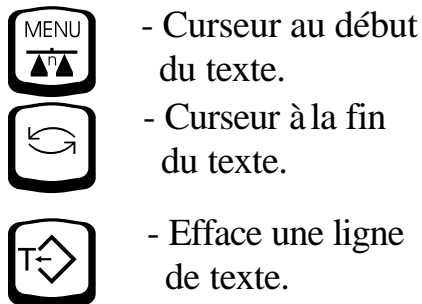 MENU
n
- Curseur au début
du texte.
- Curseur à la fin
du texte.
T
- Efface une ligne
de texte.